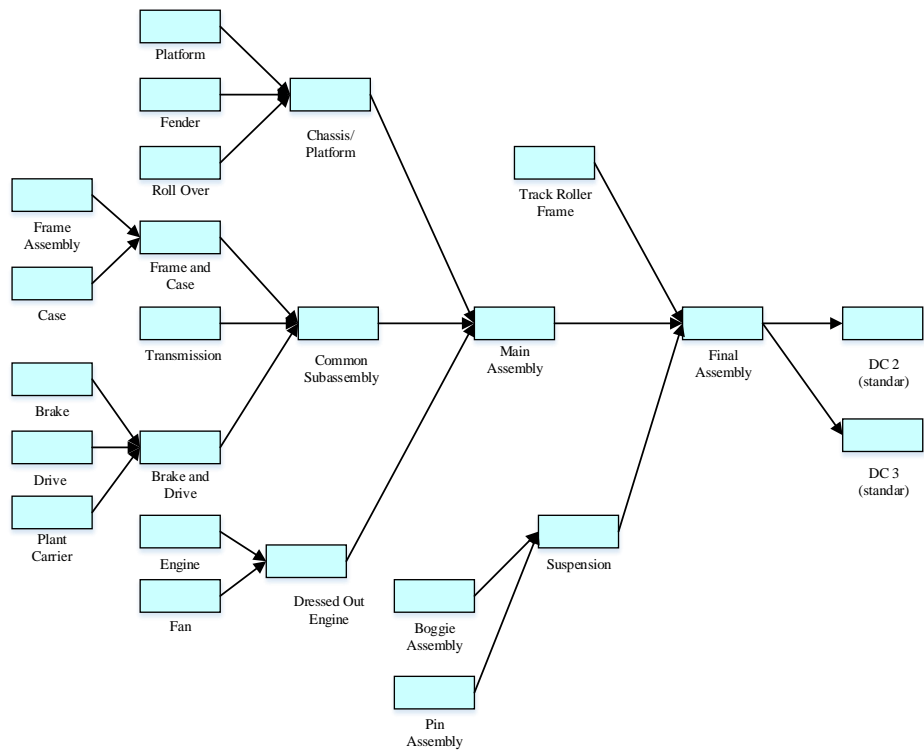 Platform
Fender
Chassis/
Platform
Roll Over
Track Roller
Frame
Frame
Assembly
Frame and
Case
Case
Transmission
Common
Subassembly
Main
Assembly
Final
Assembly
DC 2
(standar)
Brake
Drive
Brake and
Drive
DC 3
(standar)
Plant
Carrier
Engine
Suspension
Fan
Dressed Out
Engine
Boggie
Assembly
Pin
Assembly